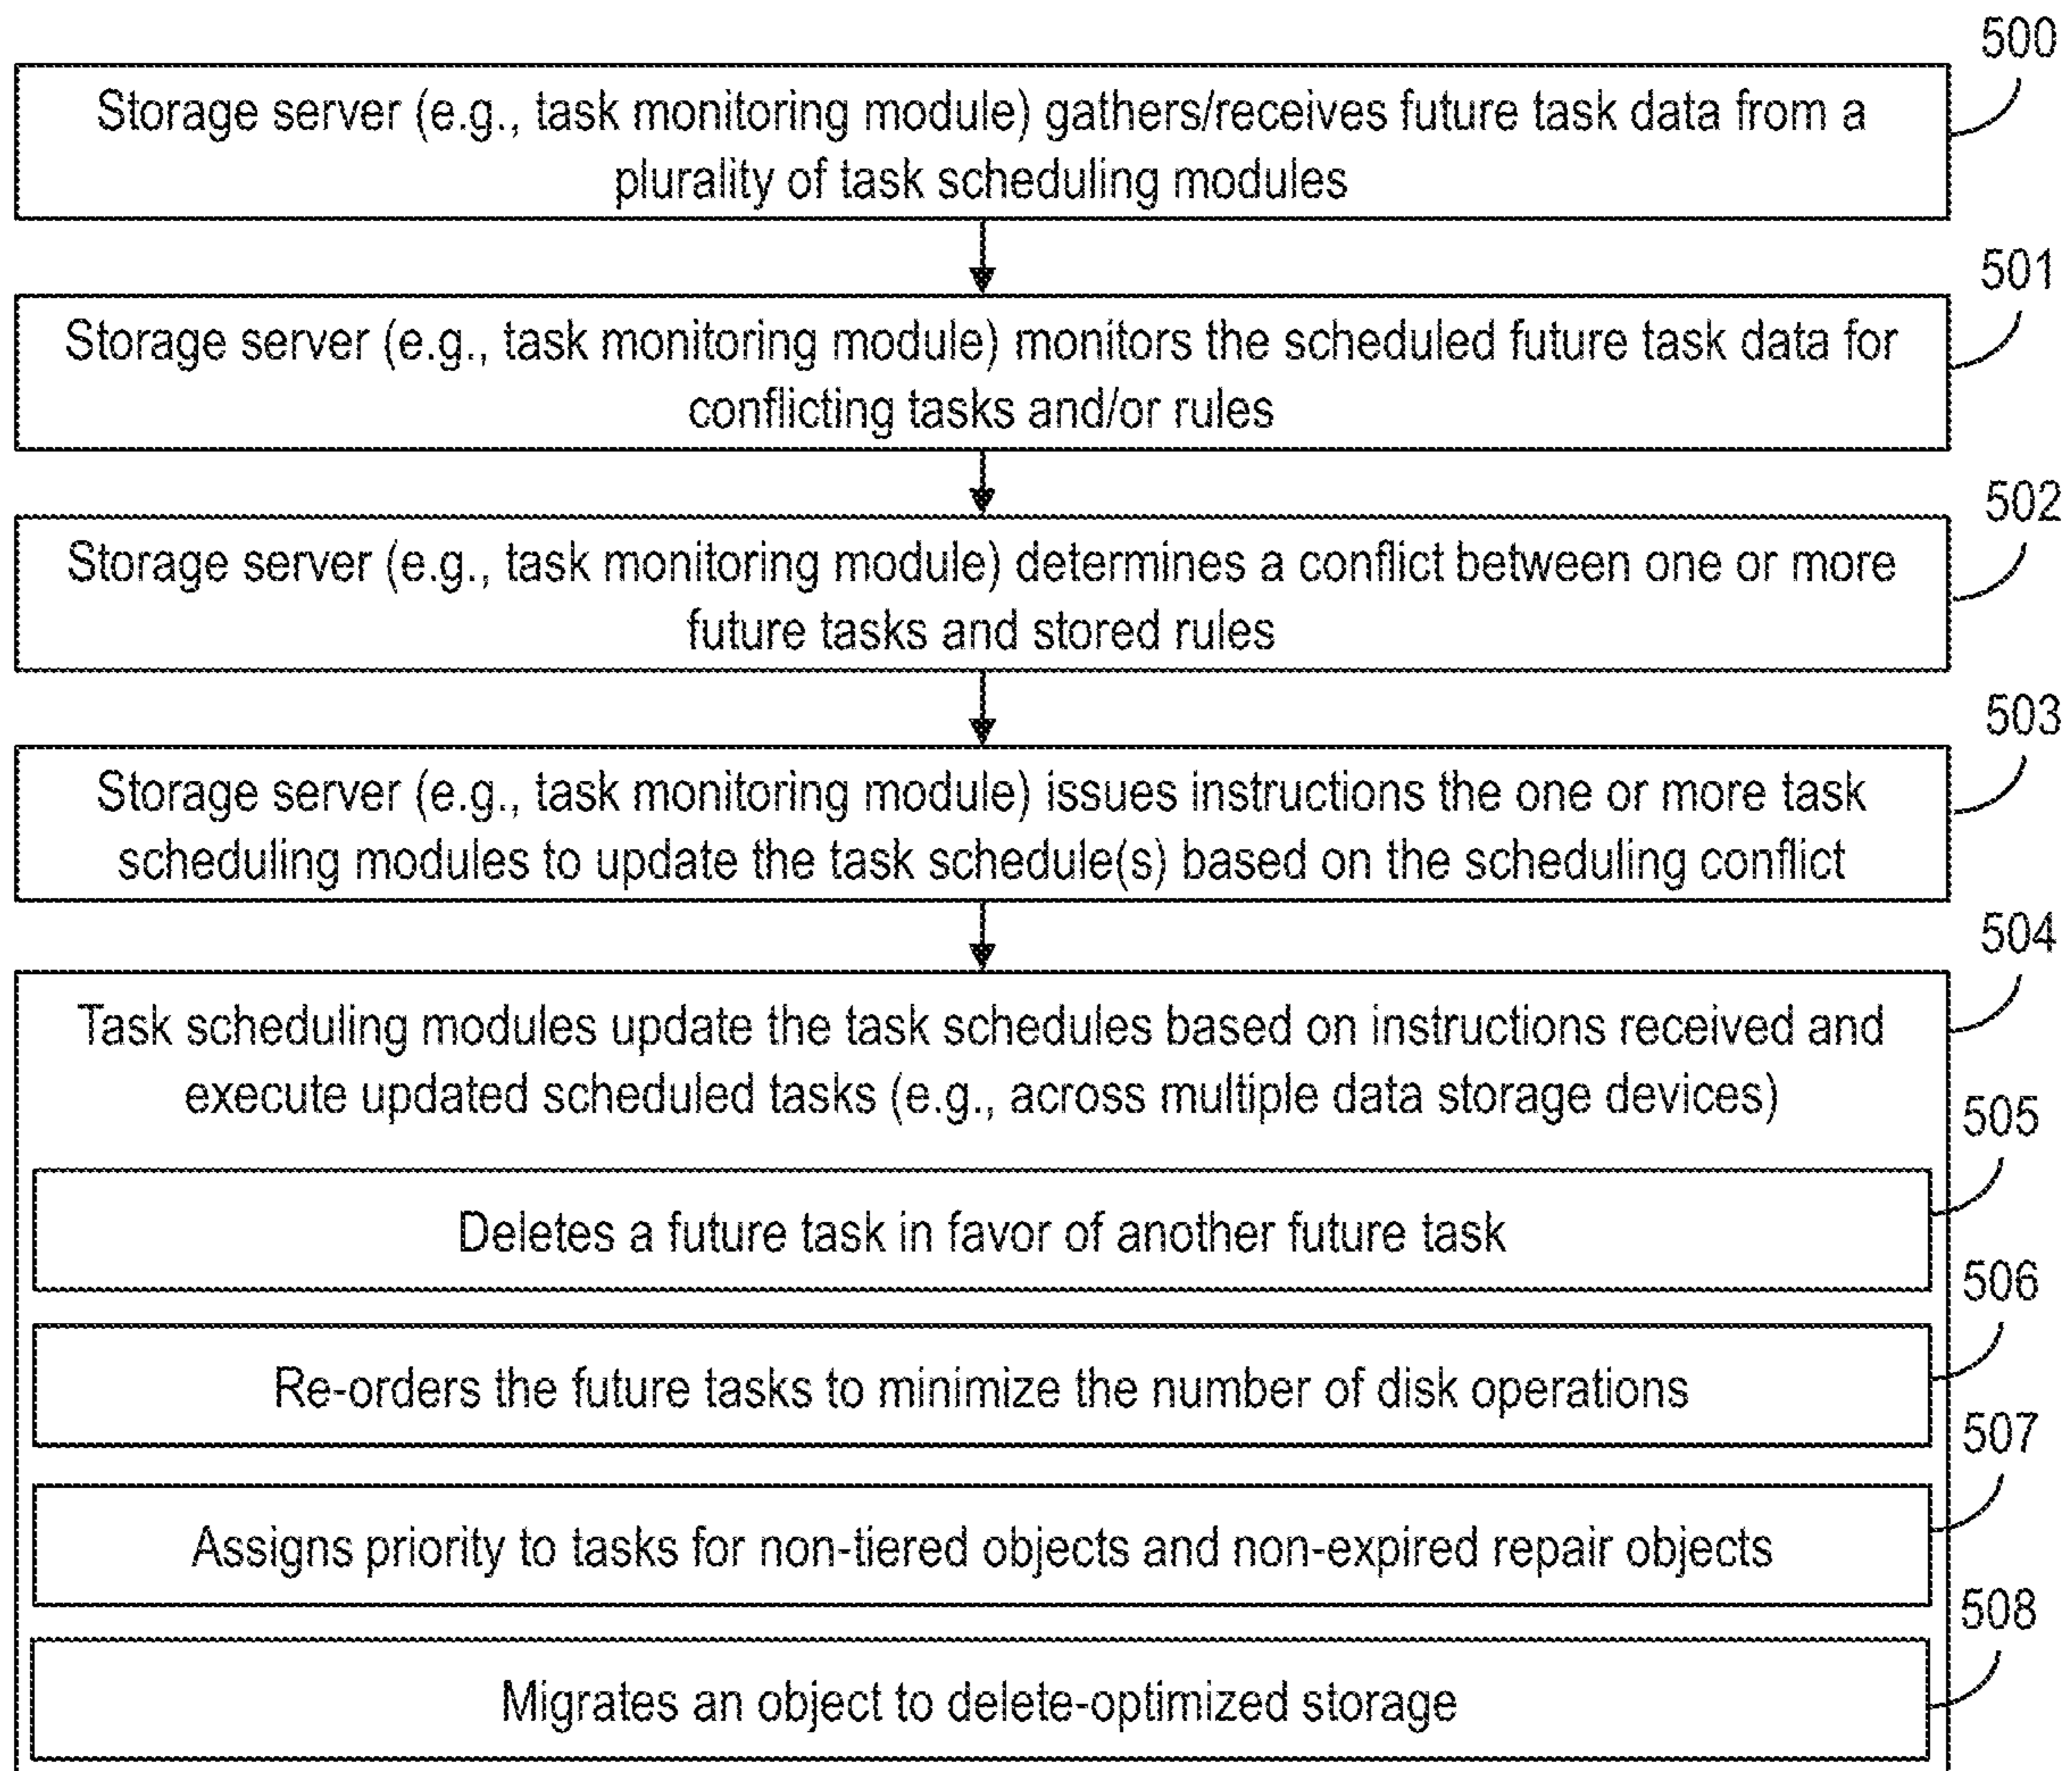 500
Storage server (e.g., task monitoring module) gathers/receives future task data from a
plurality of task scheduling modules
501
Storage server (e.g., task monitoring module) monitors the scheduled future task data for
conflicting tasks and/or rules
502
Storage server (e.g., task monitoring module) determines a conflict between one or more
future tasks and stored rules
503
Storage server (e.g., task monitoring module) issues instructions the one or more task
scheduling modules to update the task schedule(s) based on the scheduling conflict
504
Task scheduling modules update the task schedules based on instructions received and
execute updated scheduled tasks (e.g., across multiple data storage devices)
505
Deletes a future task in favor of another future task
506
Re-orders the future tasks to minimize the number of disk operations
507
Assigns priority to tasks for non-tiered objects and non-expired repair objects
508
Migrates an object to delete-optimized storage